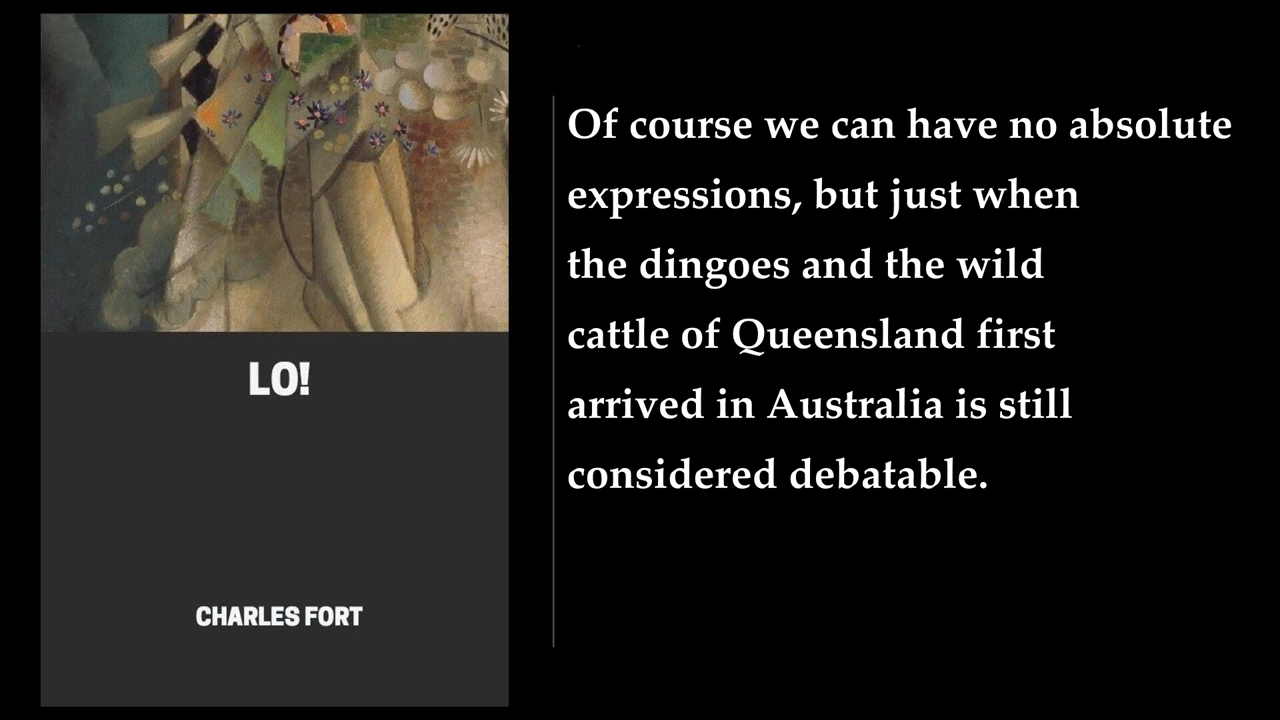 LO!
CHARLES FORT
Of course we can have no absolute
expressions, but just when
the dingoes and the wild
cattle of Queensland first
arrived in Australia is still
considered debatable.